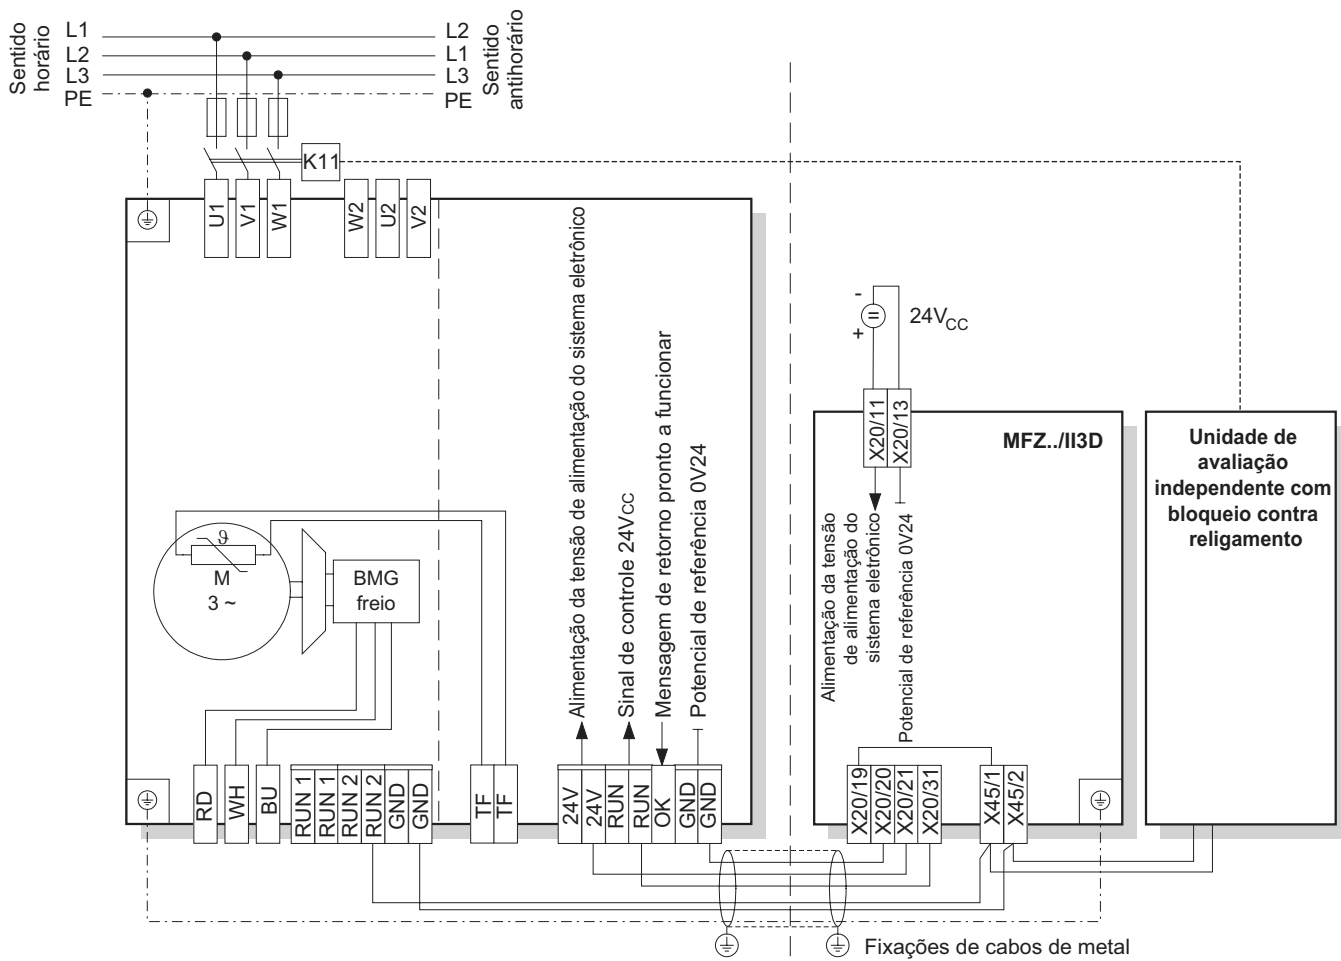 Sentido
horário
L1
L2
L3
PE
L2
L1
L3
PE
Sentido
antihorário
K11
U1
V1
W1
W2
U2
V2
Alimentação da tensão de alimentação do sistema eletrônico
Sinal de controle 24Vcc
Mensagem de retorno pronto a funcionar
Potencial de referência 0V24
ϑ
M
3 ~
BMG
freio
RD
WH
BU
RUN 1
RUN 1
RUN 2
RUN 2
GND
GND
TF
TF
24V
24V
RUN
RUN
OK
GND
GND
-
+
=
24VCC
X20/11
X20/13
MFZ../II3D
Alimentação da tensão
de alimentação do
sistema eletrônico
Potencial de referência 0V24
X20/19
X20/20
X20/21
X20/31
X45/1
X45/2
Unidade de
avaliação
independente com
bloqueio contra
religamento
Fixações de cabos de metal